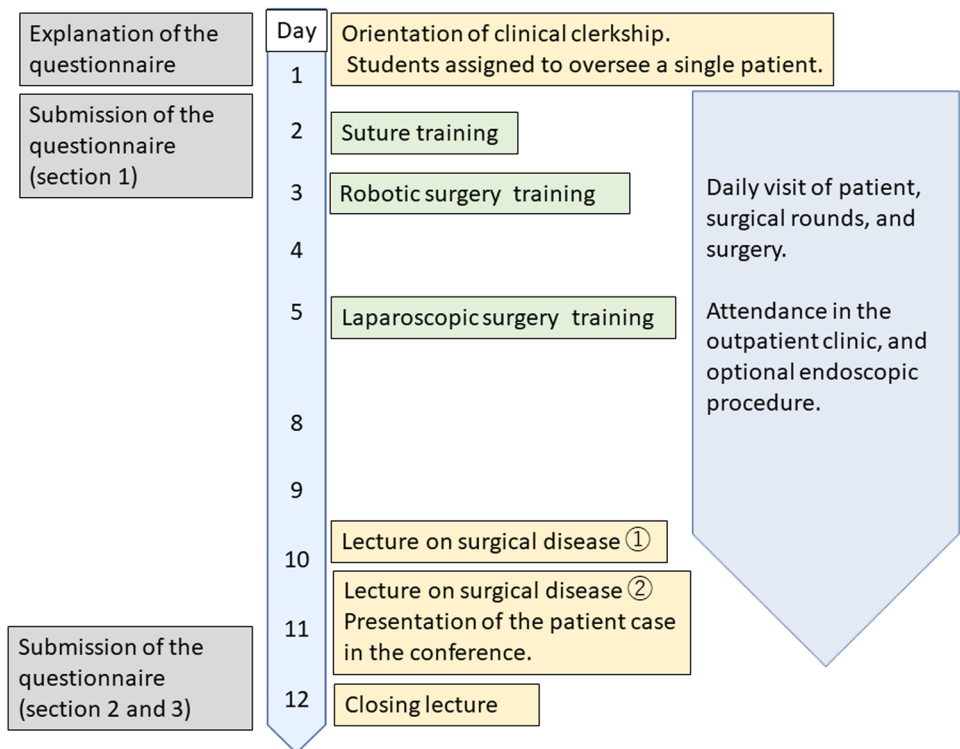 Explanation of the
questionnaire
Day
1
Orientation of clinical clerkship.
Students assigned to oversee a single patient.
Submission of the
questionnaire
(section 1)
2
Suture training
3
Robotic surgery training
4
5
Laparoscopic surgery training
Daily visit of patient,
surgical rounds, and
surgery.
Attendance in the
outpatient clinic, and
optional endoscopic
procedure.
8
9
10
Lecture on surgical disease ①
11
Lecture on surgical disease ②
Presentation of the patient case
in the conference.
Submission of the
questionnaire
(section 2 and 3)
12
Closing lecture